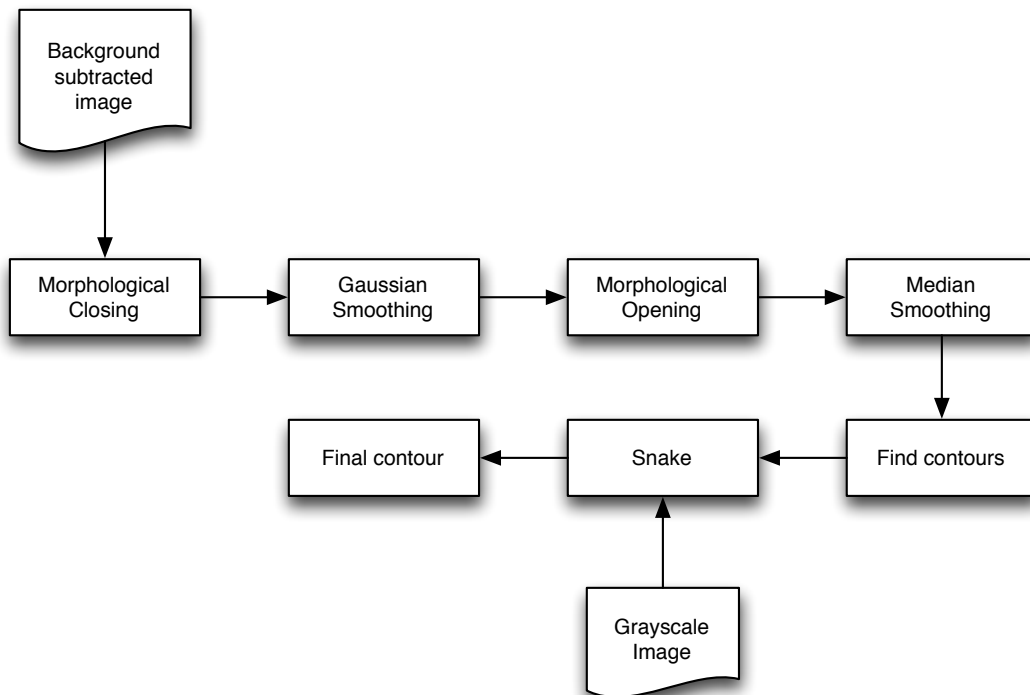 Background
subtracted
image
Morphological
Closing
Gaussian
Smoothing
Morphological
Opening
Median
Smoothing
Final contour
Snake
Find contours
Grayscale
Image